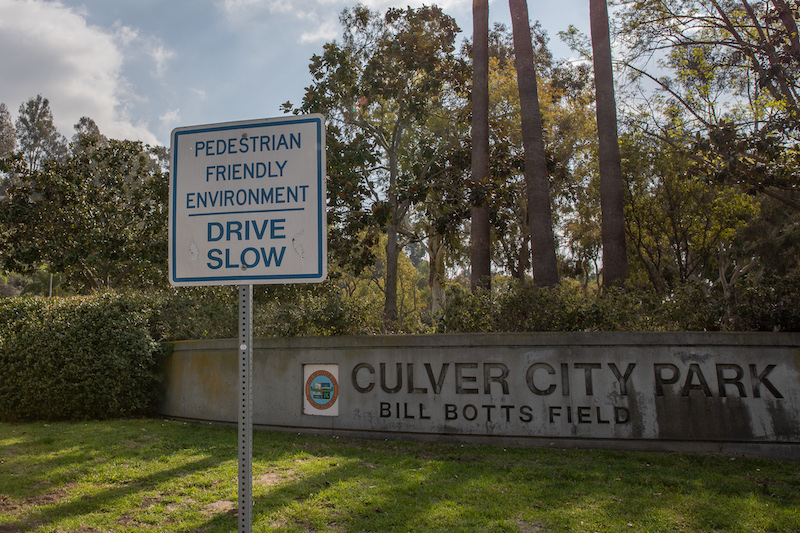 PEDESTRIAN
FRIENDLY
ENVIRONMENT
DRIVE
SLOW
CULVER CITY PARK
BILL BOTTS FIELD